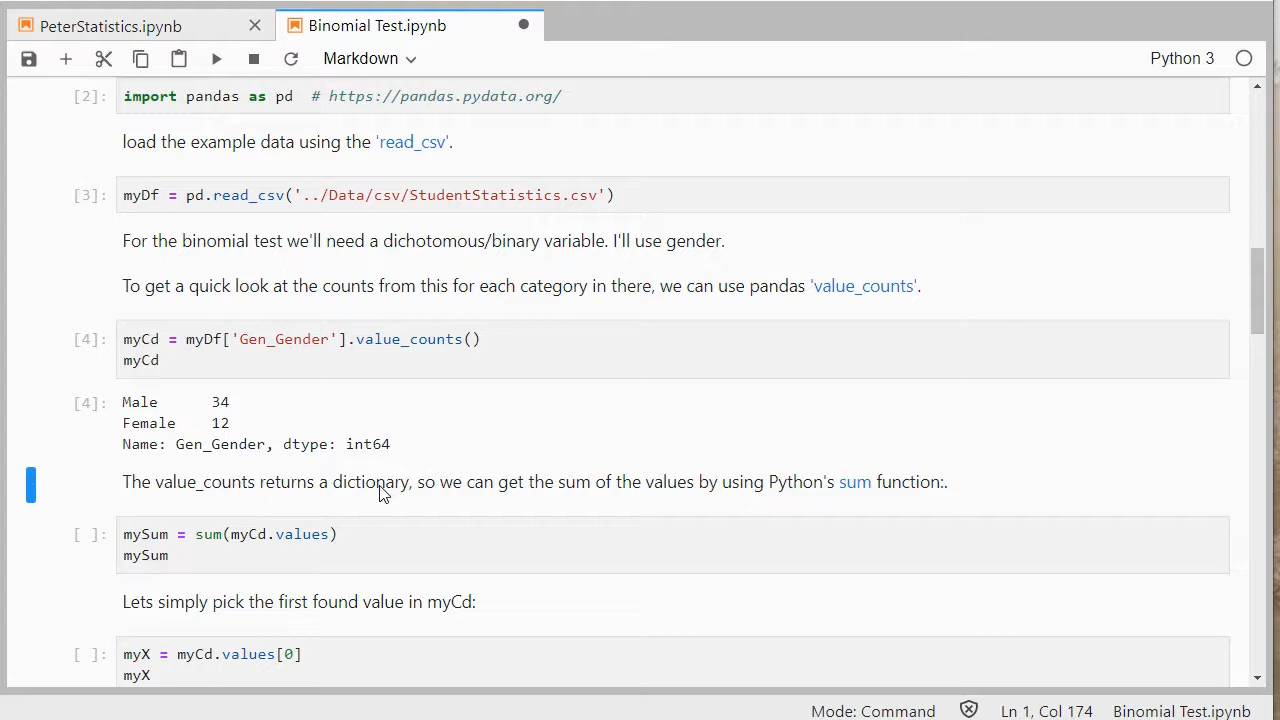 PeterStatistics.ipynb
Binomial Test.ipynb
Markdown
Python 3
[2]: import pandas as pd # https://pandas.pydata.org/
load the example data using the 'read_csv'.
[3]: myDf = pd.read_csv('../Data/csv/StudentStatistics.csv')
For the binomial test we'll need a dichotomous/binary variable. I'll use gender.
To get a quick look at the counts from this for each category in there, we can use pandas 'value_counts'.
[4]: myCd = myDf['Gen_Gender'].value_counts()
myCd
[4]: Male 34
Female 12
Name: Gen_Gender, dtype: int64
The value_counts returns a dictionary, so we can get the sum of the values by using Python's sum function:.
[ ]: mySum = sum(myCd.values)
mySum
Lets simply pick the first found value in myCd:
[ ]: myX = myCd.values[0]
myX
Mode: Command
Ln 1, Col 174
Binomial Test.ipynb